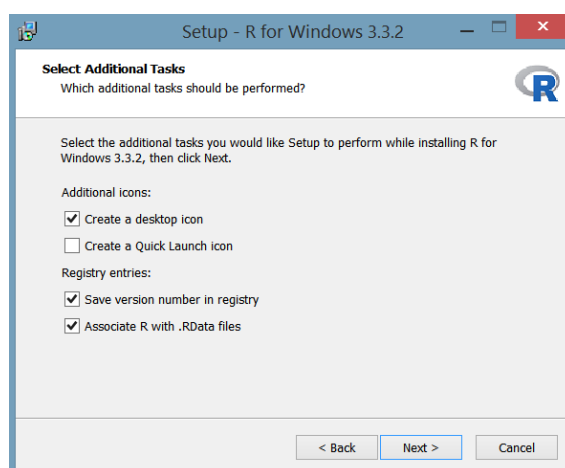 Setup - R for Windows 3.3.2
Select Additional Tasks
Which additional tasks should be performed?
R
Select the additional tasks you would like Setup to perform while installing R for
Windows 3.3.2, then click Next.
Additional icons:
Create a desktop icon
Create a Quick Launch icon
Registry entries:
Save version number in registry
Associate R with .RData files
< Back Next > Cancel